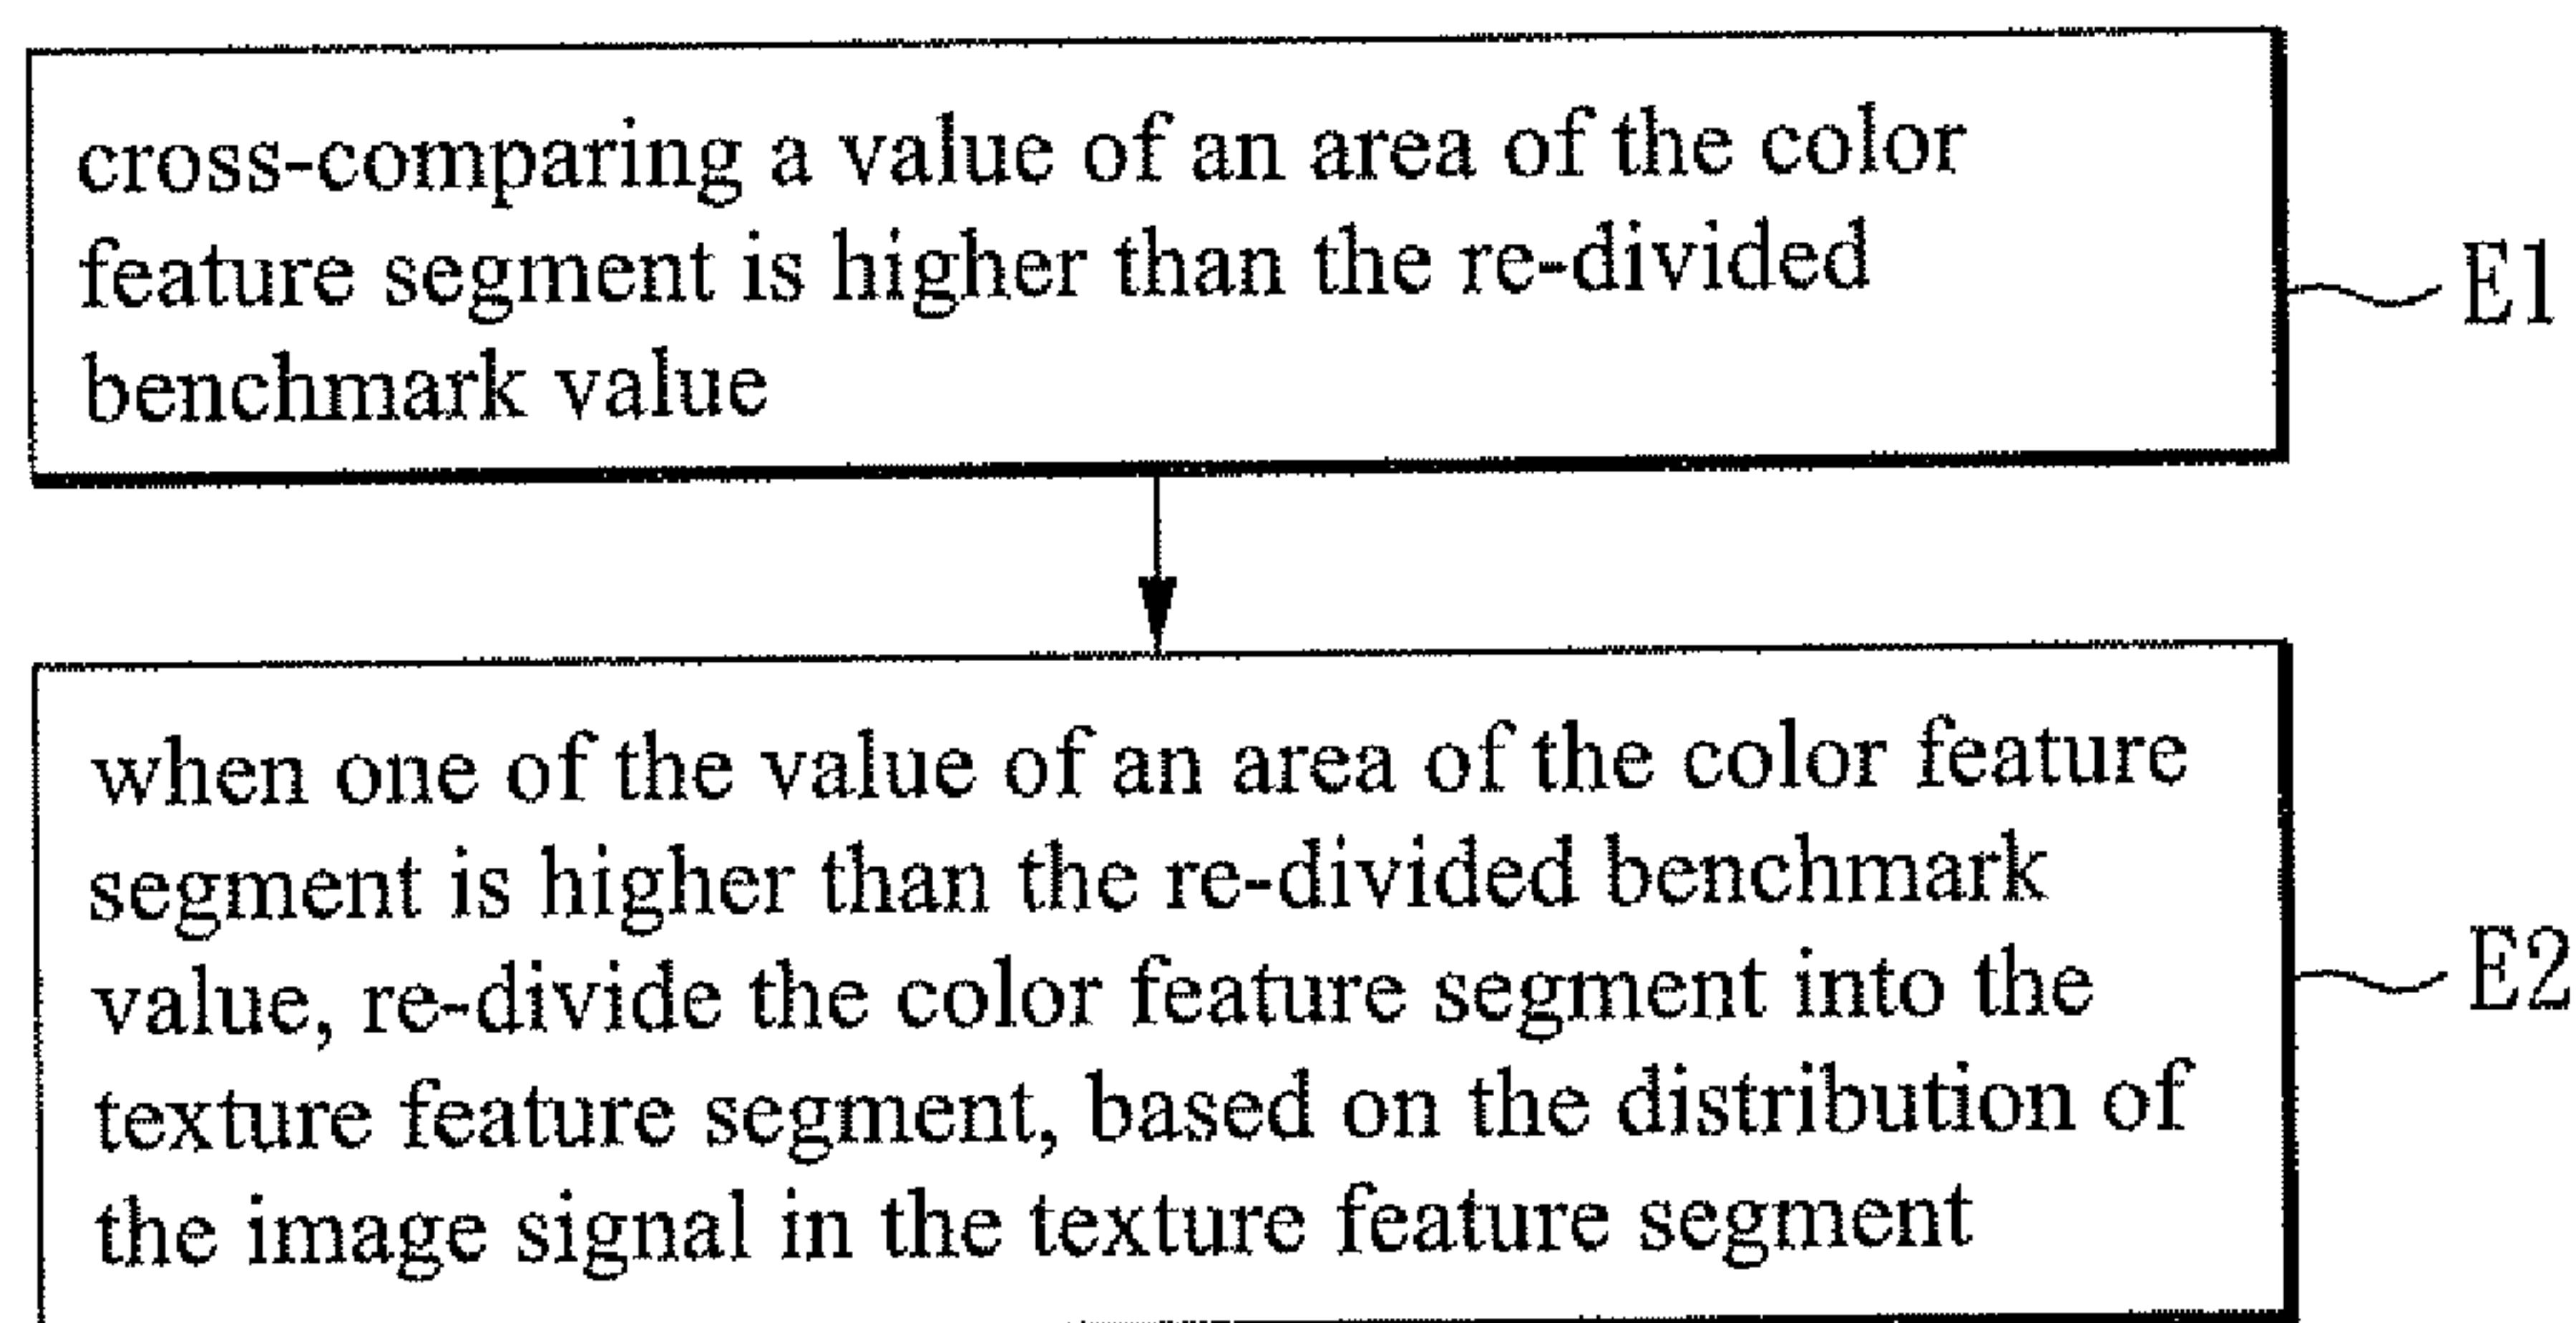 cross-comparing a value of an area of the color
feature segment is higher than the re-divided
benchmark value
E1
when one of the value of an area of the color feature
segment is higher than the re-divided benchmark
value, re-divide the color feature segment into the
texture feature segment, based on the distribution of
the image signal in the texture feature segment
E2